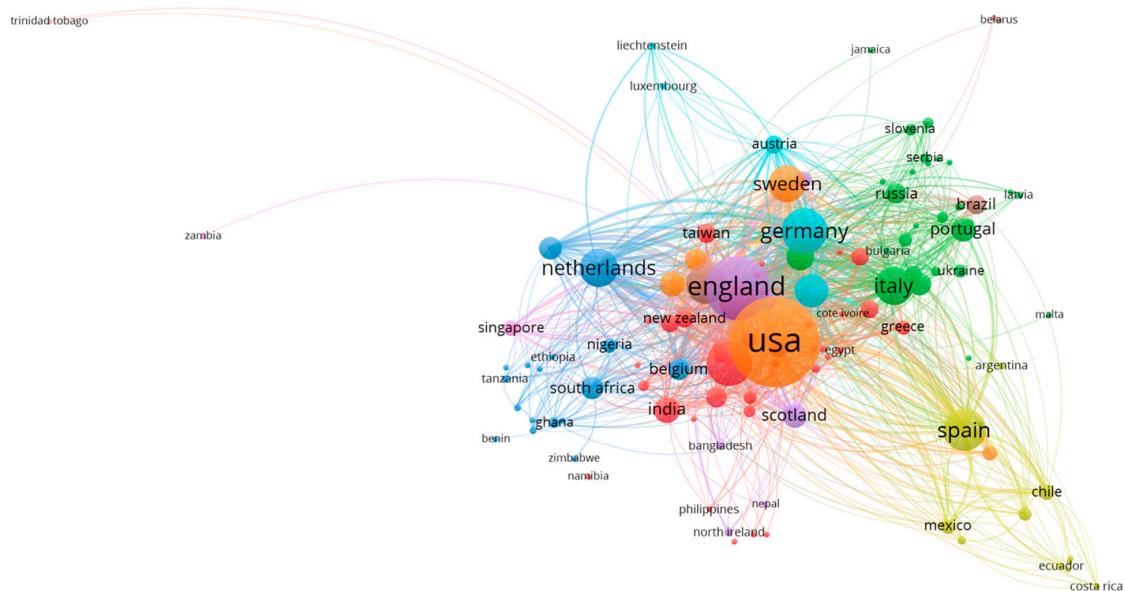 trinidad tobago
belarus
liechtenstein
jamaica
luxembourg
slovenia
austria
serbia
sweden
russia
latvia
brazil
taiwan
germany
portugal
zambia
bulgaria
netherlands
ukraine
england
italy
cote ivoire
malta
new zealand
greece
singapore
usa
nigeria
egypt
ethiopia
argentina
belgium
tanzania
south africa
india
scotland
ghana
spain
benin
bangladesh
zimbabwe
namibia
chile
nepal
philippines
mexico
north ireland
ecuador
costa rica